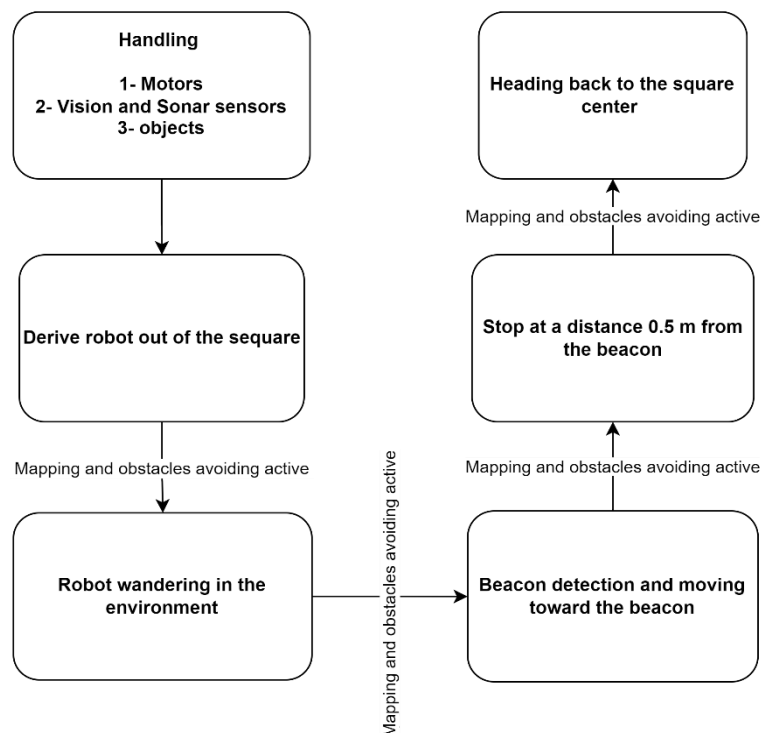 Handling
1- Motors
2- Vision and Sonar sensors
3- objects
Derive robot out of the sequare
Mapping and obstacles avoiding active
Robot wandering in the
environment
Mapping and obstacles avoiding active
Beacon detection and moving
toward the beacon
Mapping and obstacles avoiding active
Stop at a distance 0.5 m from
the beacon
Mapping and obstacles avoiding active
Heading back to the square
center